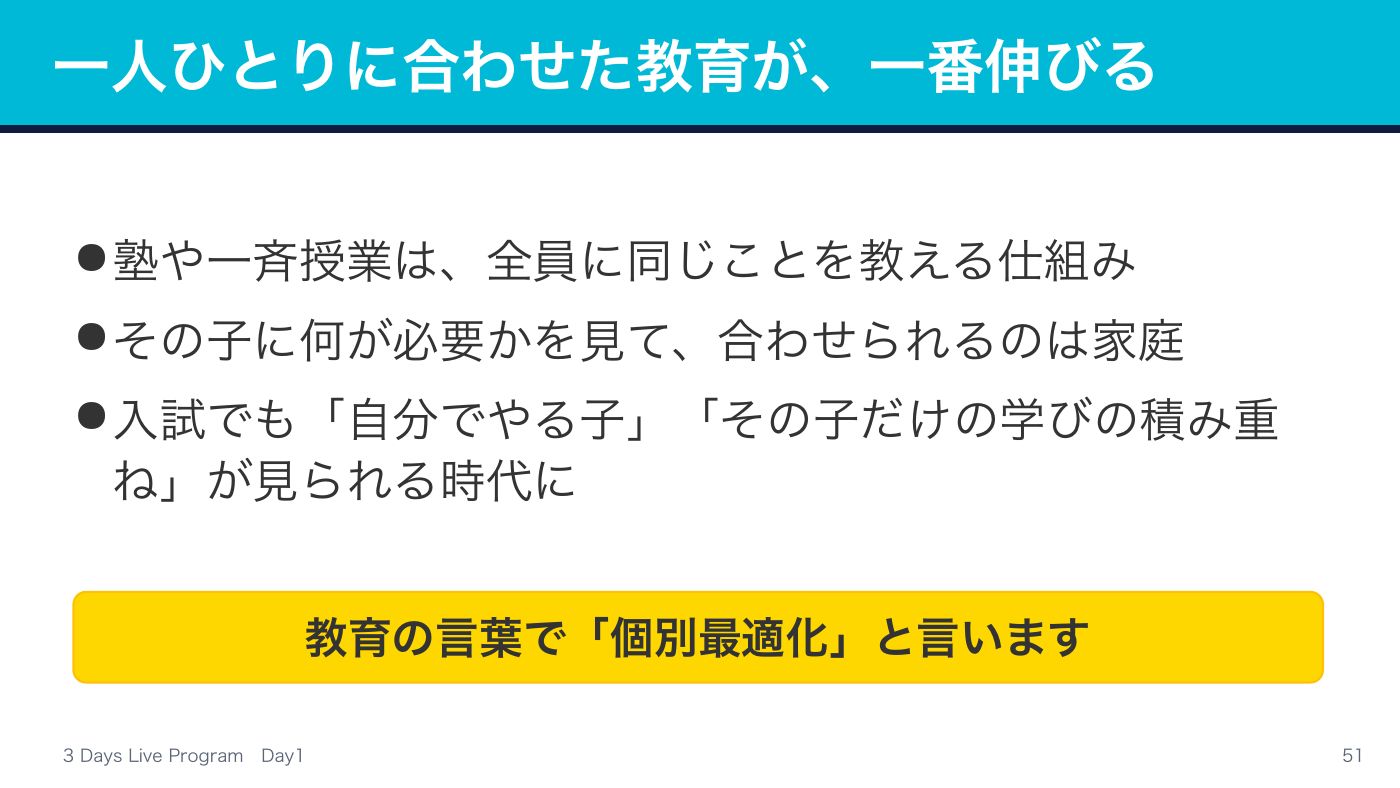 一人ひとりに合わせた教育が、一番伸びる
●塾や一斉授業は、全員に同じことを教える仕組み
●その子に何が必要かを見て、合わせられるのは家庭
●入試でも「自分でやる子」「その子だけの学びの積み重
ね」が見られる時代に
教育の言葉で「個別最適化」と言います
3 Days Live Program　Day1
51